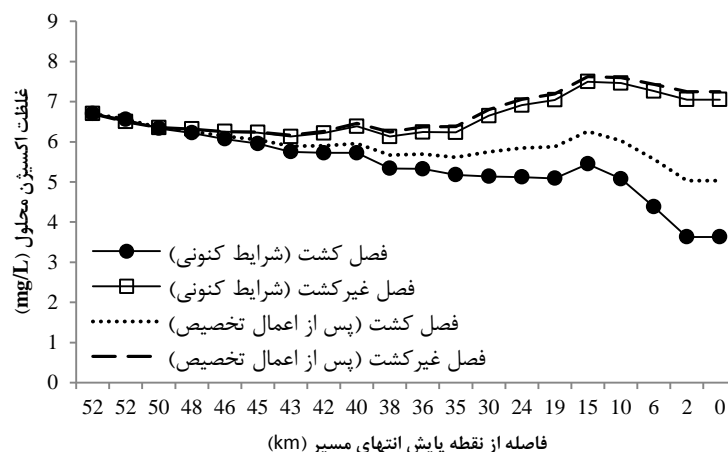 غلظت اکسیژن محلول (mg/L)
9
8
7
6
5
4
3
2
1
0
فصل کشت (شرایط کنونی)
فصل غیرکشت (شرایط کنونی)
فصل کشت (پس از اعمال تخصیص)
فصل غیرکشت (پس از اعمال تخصیص)
52 52 50 48 46 45 43 42 40 38 36 35 30 24 19 15 10 6 2 0
فاصله از نقطه پایش انتهای مسیر (km)